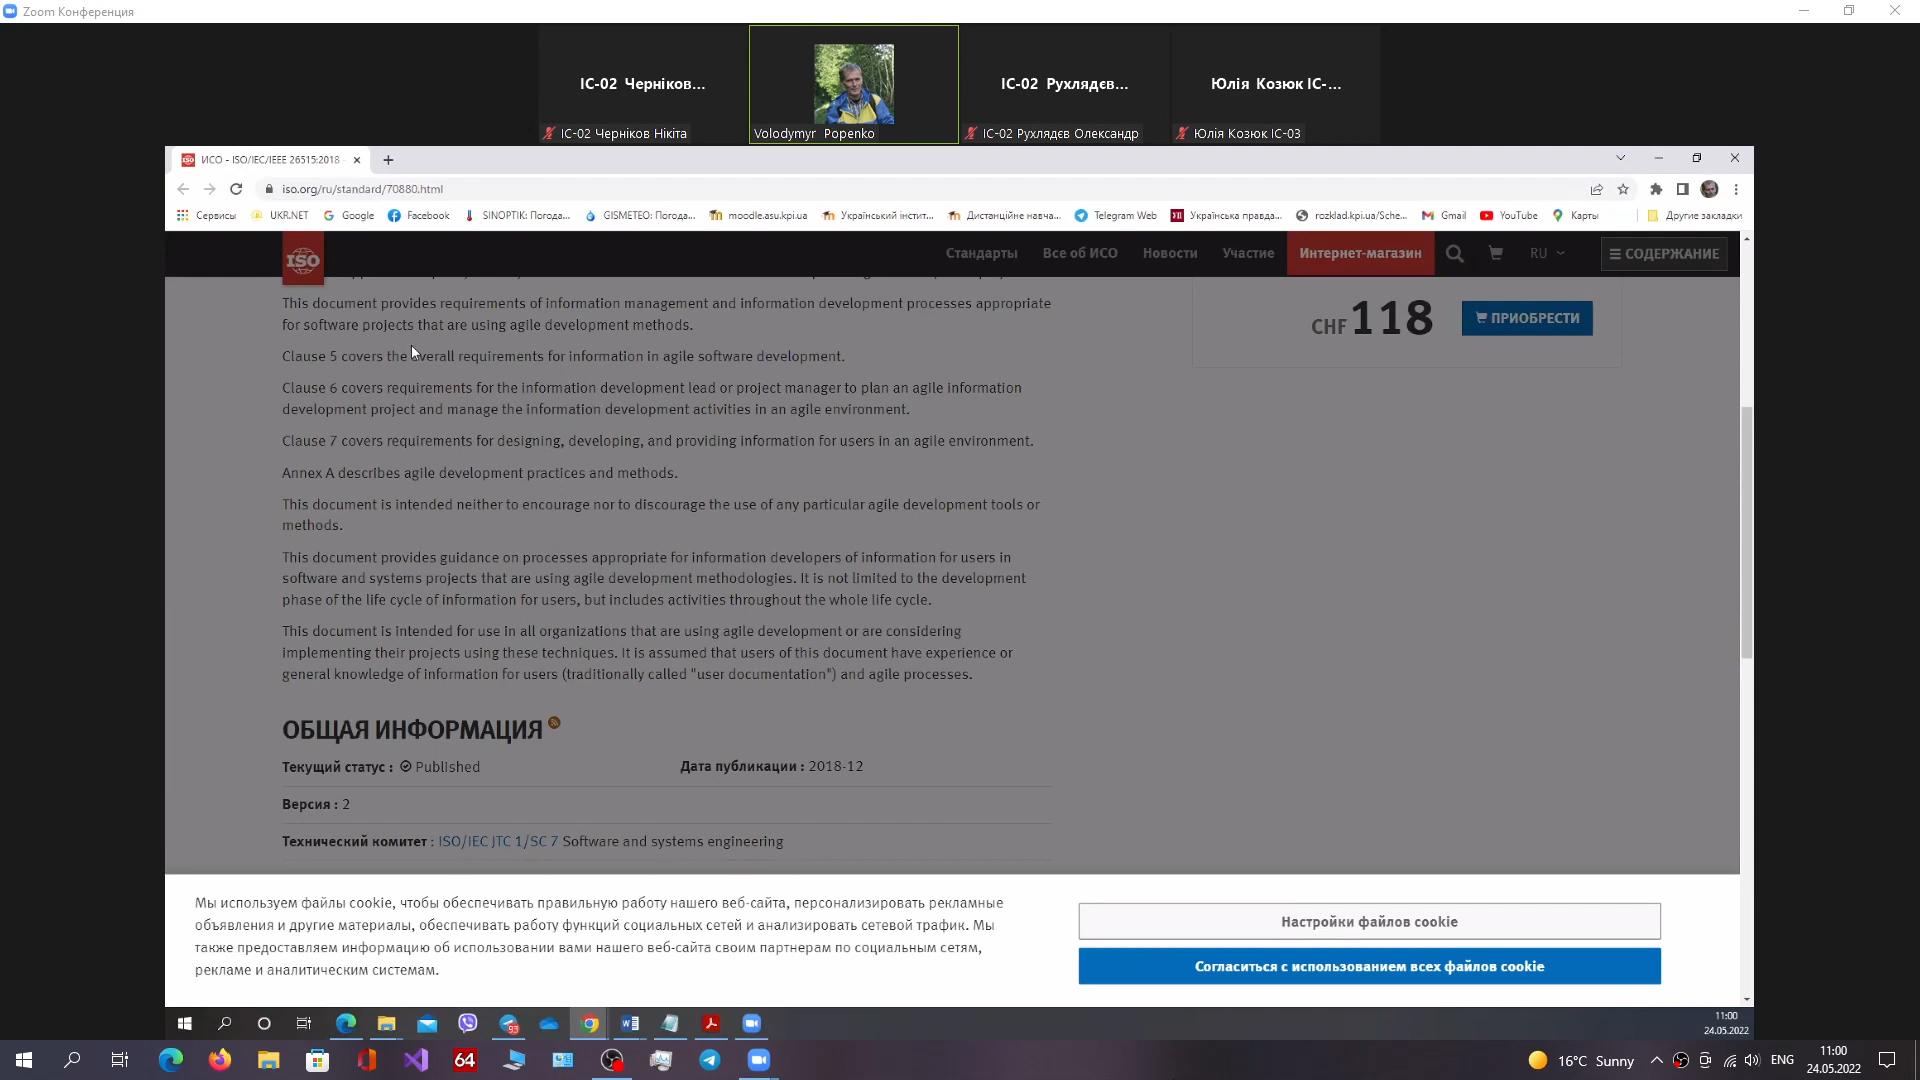 Zoom Конференция
ІС-02 Черніков...
ІС-02 Рухлядєв...
Юлія Козюк ІС-...
ІС-02 Черніков Нікіта
Volodymyr Popenko
ІС-02 Рухлядєв Олександр
Юлія Козюк ІС-03
ISO
ИСО - ISO/IEC/IEEE 26515:2018
iso.org/ru/standard/70880.html
Сервисы
UKR.NET
Google
Facebook
SINOPTIK: Погода...
GISMETEO: Погода...
moodle.asu.kpi.ua
Український інстит...
Дистанційне навча...
Telegram Web
УП
Українська правда...
rozklad.kpi.ua/Sche...
Gmail
YouTube
Карты
Другие закладки
ISO
Стандарты
Все об ИСО
Новости
Участие
Интернет-магазин
RU
СОДЕРЖАНИЕ
This document provides requirements of information management and information development processes appropriate
for software projects that are using agile development methods.
CHF 118
ПРИОБРЕСТИ
Clause 5 covers the overall requirements for information in agile software development.
Clause 6 covers requirements for the information development lead or project manager to plan an agile information
development project and manage the information development activities in an agile environment.
Clause 7 covers requirements for designing, developing, and providing information for users in an agile environment.
Annex A describes agile development practices and methods.
This document is intended neither to encourage nor to discourage the use of any particular agile development tools or
methods.
This document provides guidance on processes appropriate for information developers of information for users in
software and systems projects that are using agile development methodologies. It is not limited to the development
phase of the life cycle of information for users, but includes activities throughout the whole life cycle.
This document is intended for use in all organizations that are using agile development or are considering
implementing their projects using these techniques. It is assumed that users of this document have experience or
general knowledge of information for users (traditionally called "user documentation") and agile processes.
ОБЩАЯ ИНФОРМАЦИЯ
Текущий статус : Published
Дата публикации : 2018-12
Версия : 2
Технический комитет : ISO/IEC JTC 1/SC 7 Software and systems engineering
Мы используем файлы cookie, чтобы обеспечивать правильную работу нашего веб-сайта, персонализировать рекламные
объявления и другие материалы, обеспечивать работу функций социальных сетей и анализировать сетевой трафик. Мы
также предоставляем информацию об использовании вами нашего веб-сайта своим партнерам по социальным сетям,
рекламе и аналитическим системам.
Настройки файлов cookie
Согласиться с использованием всех файлов cookie
93
11:00
24.05.2022
64
16°C Sunny
ENG
11:00
24.05.2022